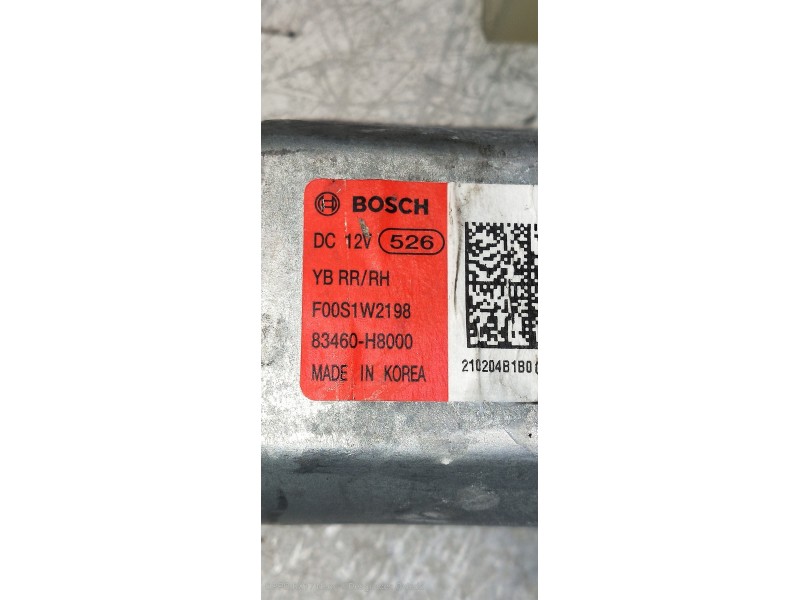 BOSCH
DC 12V 526
YB RR/RH
F00S1W2198
83460-H8000
MADE IN KOREA
210204B1B0